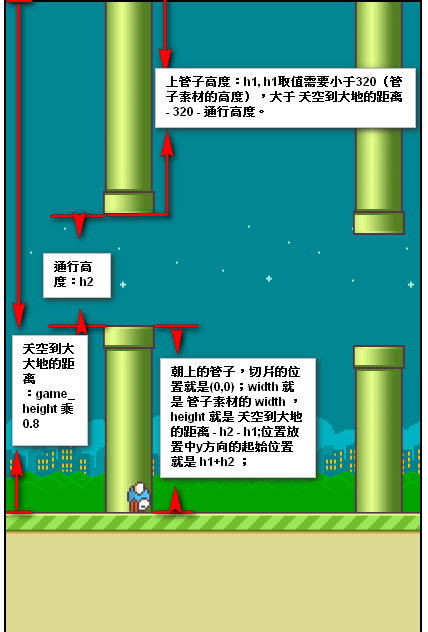 上管子高度：h1, h1取值需要小于320（管
子素材的高度），大于 天空到大地的距离
- 320 - 通行高度。
通行高
度：h2
天空到大
大地的距
离
：game_
height 乘
0.8
朝上的管子，切片的位
置就是(0,0)；width 就
是 管子素材的 width ，
height 就是 天空到大地
的距离 - h2 - h1;位置放
置中y方向的起始位置
就是 h1+h2 ；